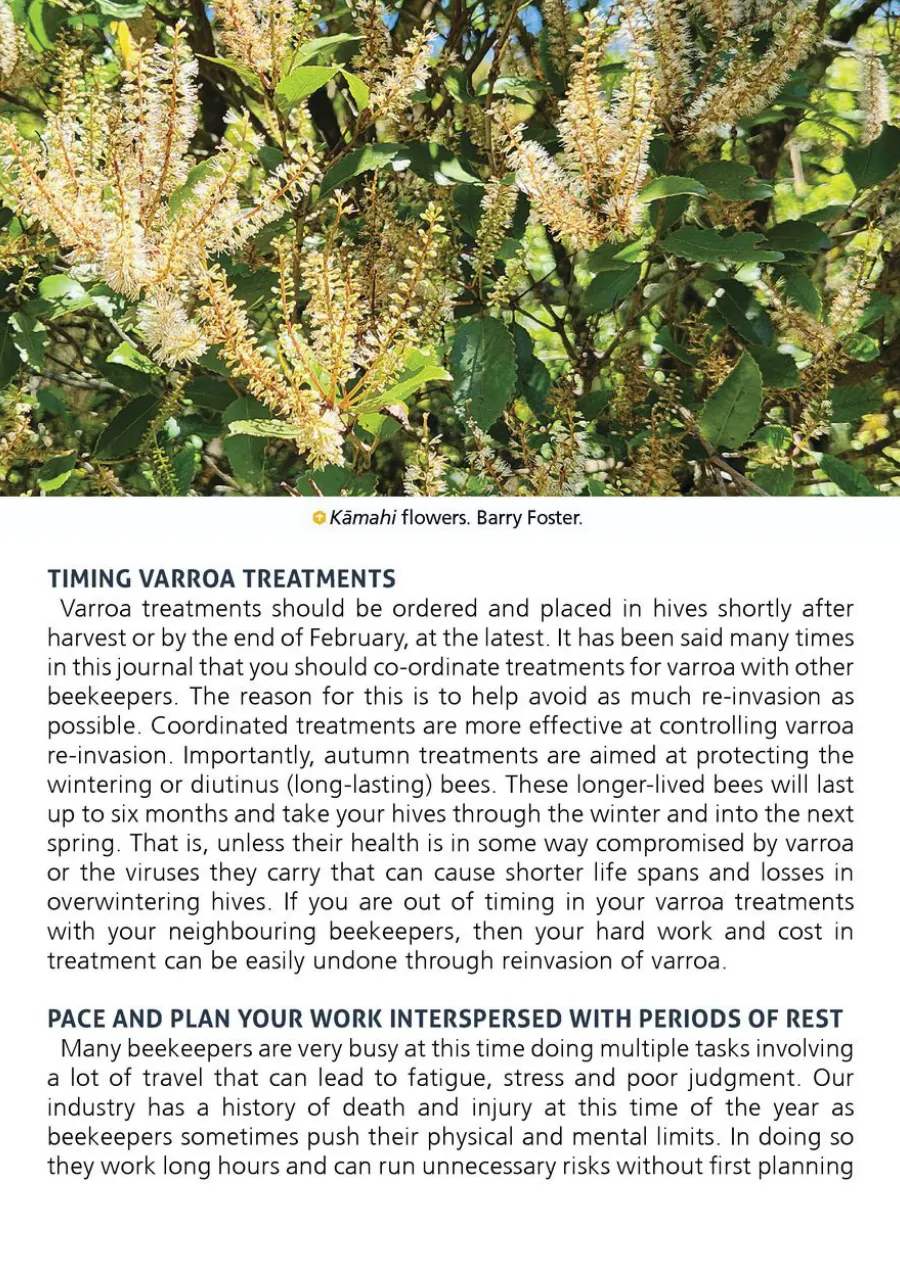 Kāmahi flowers. Barry Foster.
TIMING VARROA TREATMENTS
Varroa treatments should be ordered and placed in hives shortly after
harvest or by the end of February, at the latest. It has been said many times
in this journal that you should co-ordinate treatments for varroa with other
beekeepers. The reason for this is to help avoid as much re-invasion as
possible. Coordinated treatments are more effective at controlling varroa
re-invasion. Importantly, autumn treatments are aimed at protecting the
wintering or diutinus (long-lasting) bees. These longer-lived bees will last
up to six months and take your hives through the winter and into the next
spring. That is, unless their health is in some way compromised by varroa
or the viruses they carry that can cause shorter life spans and losses in
overwintering hives. If you are out of timing in your varroa treatments
with your neighbouring beekeepers, then your hard work and cost in
treatment can be easily undone through reinvasion of varroa.
PACE AND PLAN YOUR WORK INTERSPERSED WITH PERIODS OF REST
Many beekeepers are very busy at this time doing multiple tasks involving
a lot of travel that can lead to fatigue, stress and poor judgment. Our
industry has a history of death and injury at this time of the year as
beekeepers sometimes push their physical and mental limits. In doing so
they work long hours and can run unnecessary risks without first planning